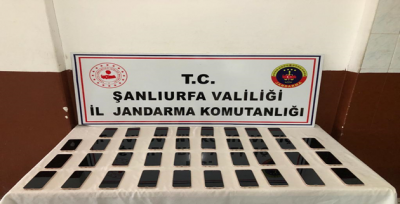 T.C.
ŞANLIURFA VALİLİĞİ
İL JANDARMA KOMUTANLIĞI